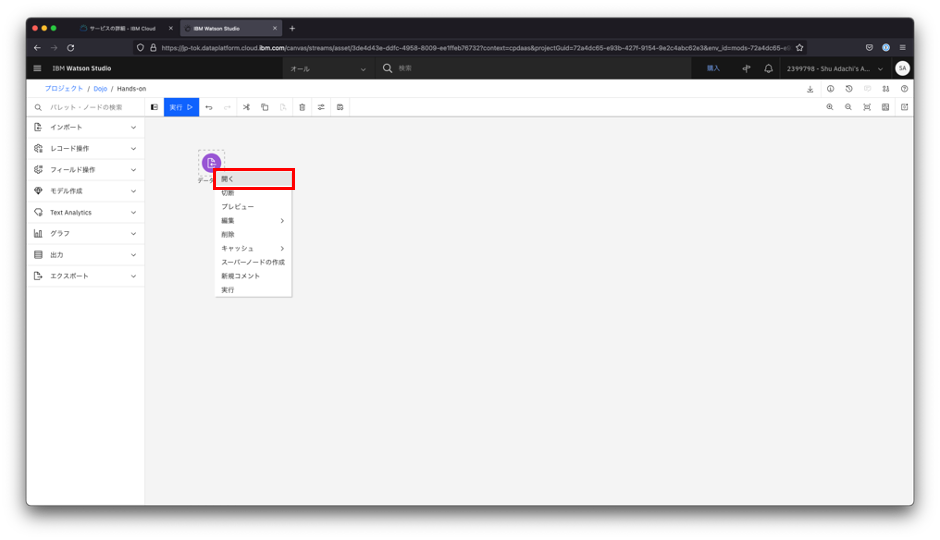 サービスの詳細 - IBM Cloud
IBM Watson Studio
https://jp-tok.dataplatform.cloud.ibm.com/canvas/streams/asset/3de4d43e-ddfc-4958-8009-ee1ffeb76732?context=cpdaas&projectGuid=72a4dc65-e93b-427f-9154-9e2c4abc62e3&env_id=mods-72a4dc65-e9
IBM Watson Studio
オール
検索
購入
2399798 - Shu Adachi's A...
SA
プロジェクト / Dojo / Hands-on
パレット・ノードの検索
実行
インポート
レコード操作
フィールド操作
モデル作成
Text Analytics
グラフ
出力
エクスポート
開く
切断
プレビュー
編集
削除
キャッシュ
スーパーノードの作成
新規コメント
実行